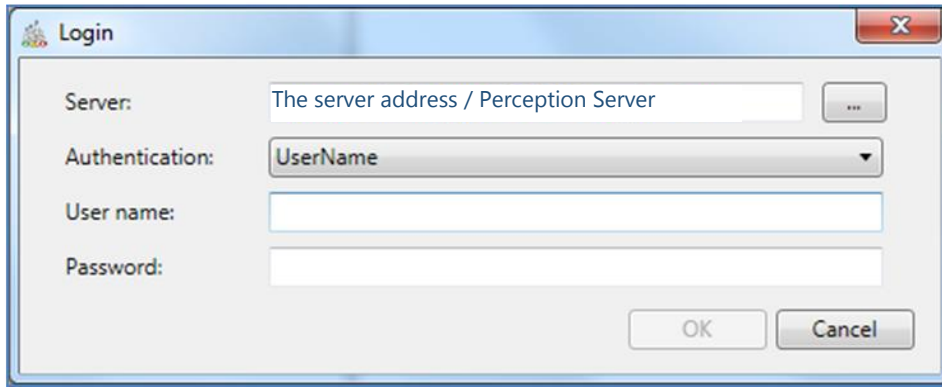 Login
Server: The server address / Perception Server ...
Authentication: UserName
User name:
Password:
OK Cancel